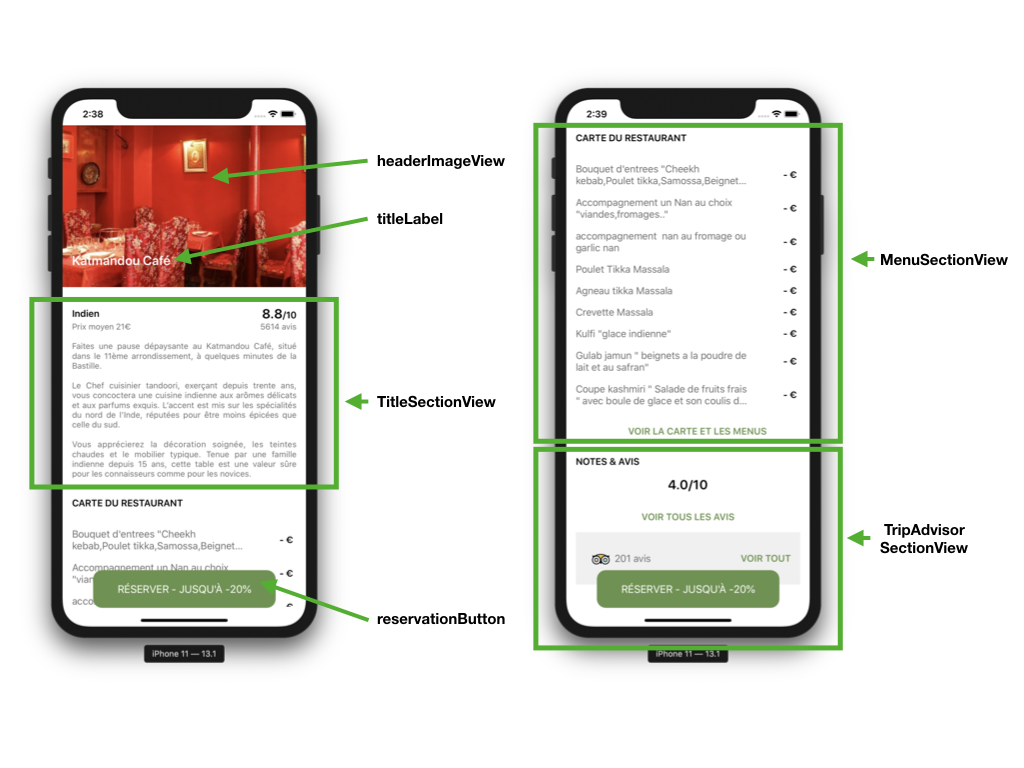 2:38
Katmandou Café
Indien
8.8/10
Prix moyen 21€
5614 avis
Faites une pause dépaysante au Katmandou Café, situé
dans le 11ème arrondissement, à quelques minutes de la
Bastille.
Le Chef cuisinier tandoori, exerçant depuis trente ans,
vous concoctera une cuisine indienne aux arômes délicats
et aux parfums exquis. L'accent est mis sur les spécialités
du nord de l'Inde, réputées pour être moins épicées que
celle du sud.
Vous apprécierez la décoration soignée, les teintes
chaudes et le mobilier typique. Tenue par une famille
indienne depuis 15 ans, cette table est une valeur sûre
pour les connaisseurs comme pour les novices.
CARTE DU RESTAURANT
Bouquet d'entrees "Cheekh
kebab,Poulet tikka,Samossa,Beignet...
- €
Accompagnement un Nan au choix
"vian
- €
acco
€
RÉSERVER - JUSQU'À -20%
iPhone 11 — 13.1
headerImageView
titleLabel
TitleSectionView
reservationButton
2:39
CARTE DU RESTAURANT
Bouquet d'entrees "Cheekh
kebab,Poulet tikka,Samossa,Beignet...
- €
Accompagnement un Nan au choix
"viandes,fromages.."
- €
accompagnement  nan au fromage ou
garlic nan
- €
Poulet Tikka Massala
- €
Agneau tikka Massala
- €
Crevette Massala
- €
Kulfi "glace indienne"
- €
Gulab jamun " beignets a la poudre de
lait et au safran"
- €
Coupe kashmiri " Salade de fruits frais
" avec boule de glace et son coulis d...
- €
VOIR LA CARTE ET LES MENUS
NOTES & AVIS
4.0/10
VOIR TOUS LES AVIS
201 avis
VOIR TOUT
RÉSERVER - JUSQU'À -20%
iPhone 11 — 13.1
MenuSectionView
TripAdvisor
SectionView